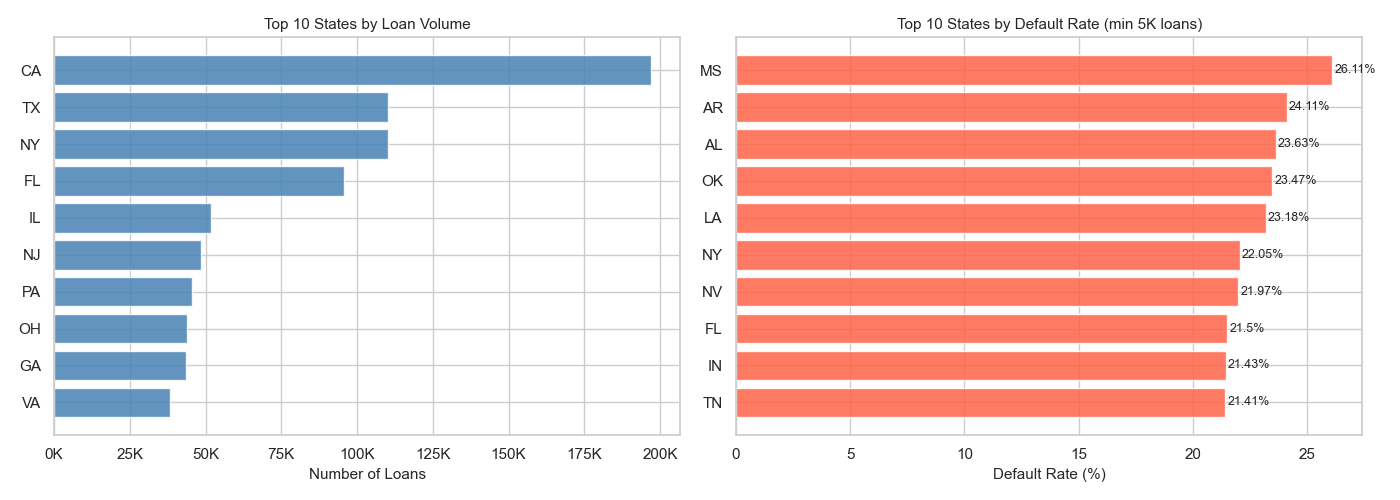 Top 10 States by Loan Volume
CA
TX
NY
FL
IL
NJ
PA
OH
GA
VA
0K 25K 50K 75K 100K 125K 150K 175K 200K
Number of Loans
Top 10 States by Default Rate (min 5K loans)
MS 26.11%
AR 24.11%
AL 23.63%
OK 23.47%
LA 23.18%
NY 22.05%
NV 21.97%
FL 21.5%
IN 21.43%
TN 21.41%
0 5 10 15 20 25
Default Rate (%)